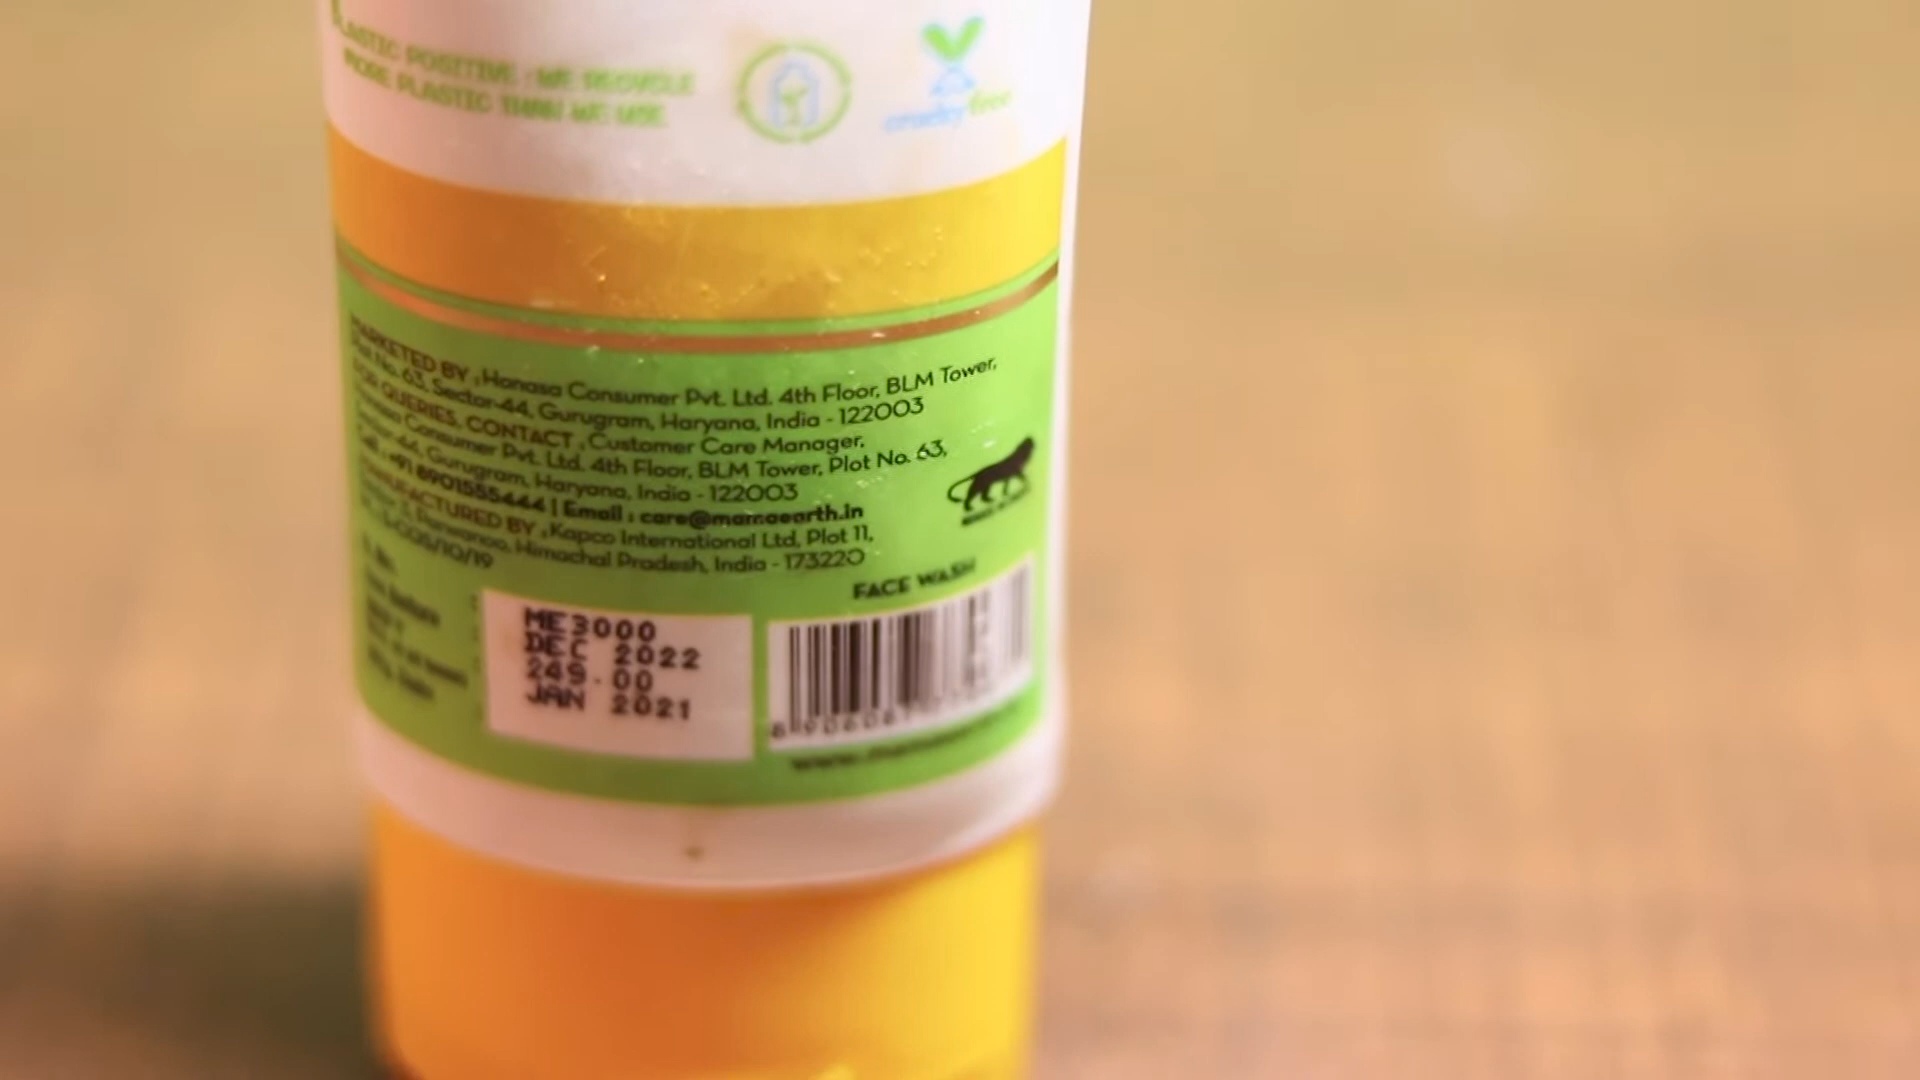 PLASTIC POSITIVE : WE RECYCLE
MORE PLASTIC THAN WE USE
cruelty free
MARKETED BY : Honasa Consumer Pvt. Ltd. 4th Floor, BLM Tower,
Plot No. 63, Sector-44, Gurugram, Haryana, India - 122003
FOR QUERIES, CONTACT : Customer Care Manager,
Honasa Consumer Pvt. Ltd. 4th Floor, BLM Tower, Plot No. 63,
Sector-44, Gurugram, Haryana, India - 122003
Call : +91 8901555444 | Email : care@mamaearth.in
MANUFACTURED BY : Kapco International Ltd, Plot 11,
Parwanoo, Himachal Pradesh, India - 173220
FACE WASH
ME3000
DEC 2022
249.00
JAN 2021